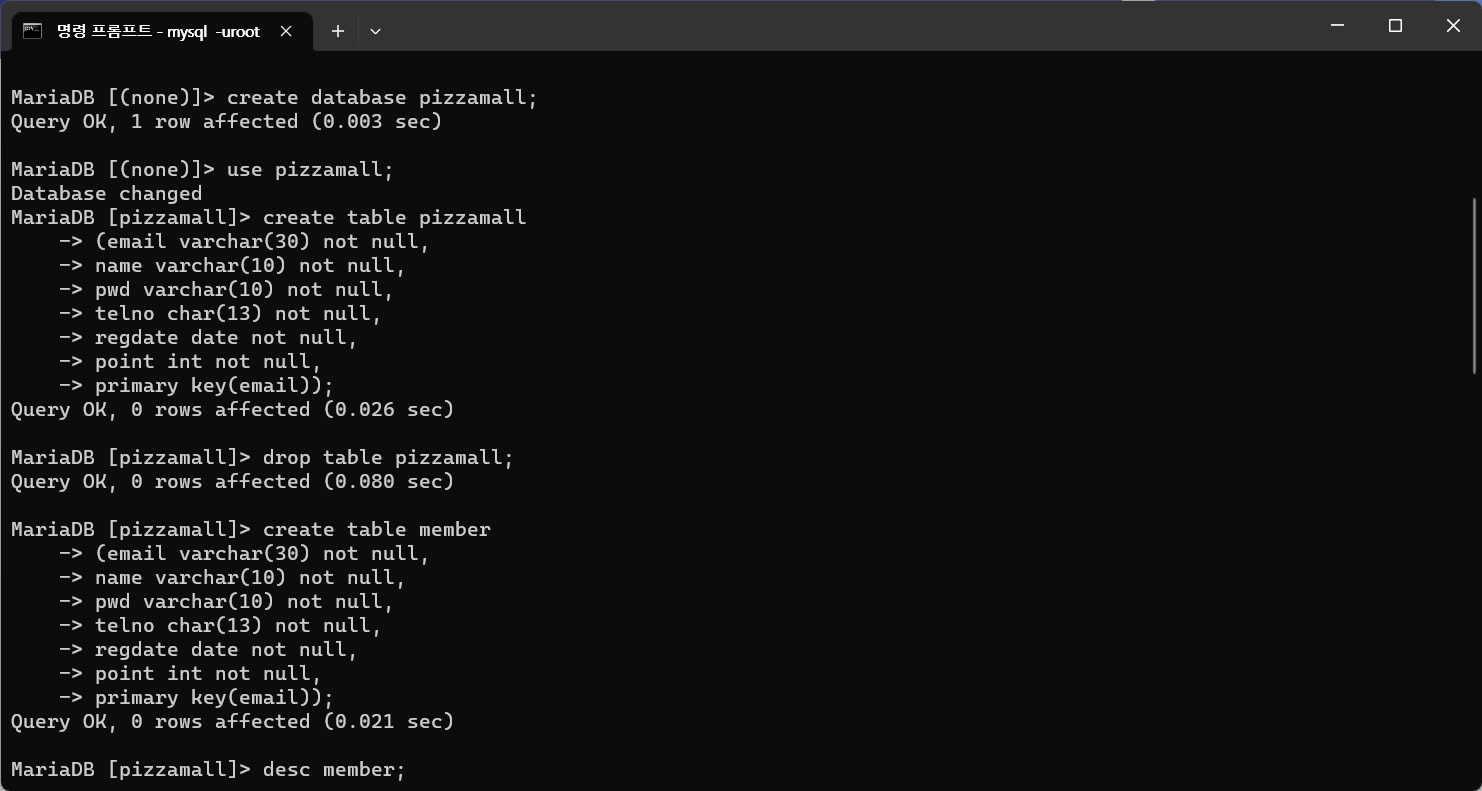 명령 프롬프트 - mysql -uroot
MariaDB [(none)]> create database pizzamall;
Query OK, 1 row affected (0.003 sec)
MariaDB [(none)]> use pizzamall;
Database changed
MariaDB [pizzamall]> create table pizzamall
    -> (email varchar(30) not null,
    -> name varchar(10) not null,
    -> pwd varchar(10) not null,
    -> telno char(13) not null,
    -> regdate date not null,
    -> point int not null,
    -> primary key(email));
Query OK, 0 rows affected (0.026 sec)
MariaDB [pizzamall]> drop table pizzamall;
Query OK, 0 rows affected (0.080 sec)
MariaDB [pizzamall]> create table member
    -> (email varchar(30) not null,
    -> name varchar(10) not null,
    -> pwd varchar(10) not null,
    -> telno char(13) not null,
    -> regdate date not null,
    -> point int not null,
    -> primary key(email));
Query OK, 0 rows affected (0.021 sec)
MariaDB [pizzamall]> desc member;